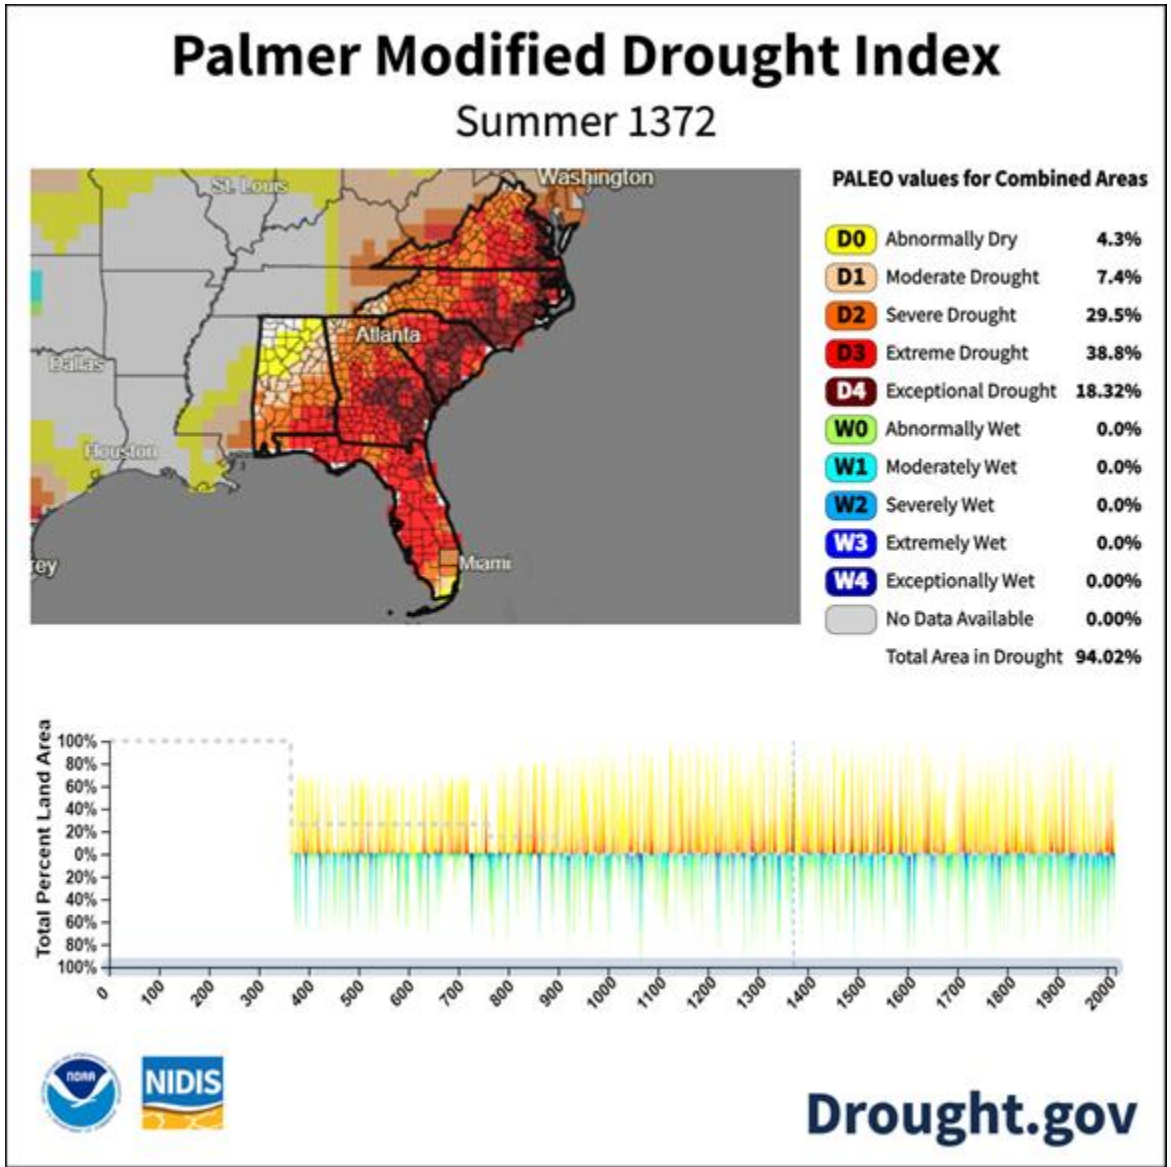 Palmer Modified Drought Index
Summer 1372
St. Louis
Washington
Atlanta
Dallas
Houston
rey
Miami
PALEO values for Combined Areas
D0 Abnormally Dry 4.3%
D1 Moderate Drought 7.4%
D2 Severe Drought 29.5%
D3 Extreme Drought 38.8%
D4 Exceptional Drought 18.32%
W0 Abnormally Wet 0.0%
W1 Moderately Wet 0.0%
W2 Severely Wet 0.0%
W3 Extremely Wet 0.0%
W4 Exceptionally Wet 0.00%
No Data Available 0.00%
Total Area in Drought 94.02%
Total Percent Land Area
100%
80%
60%
40%
20%
0%
20%
40%
60%
80%
100%
0 100 200 300 400 500 600 700 800 900 1000 1100 1200 1300 1400 1500 1600 1700 1800 1900 2000
NOAA
NIDIS
Drought.gov